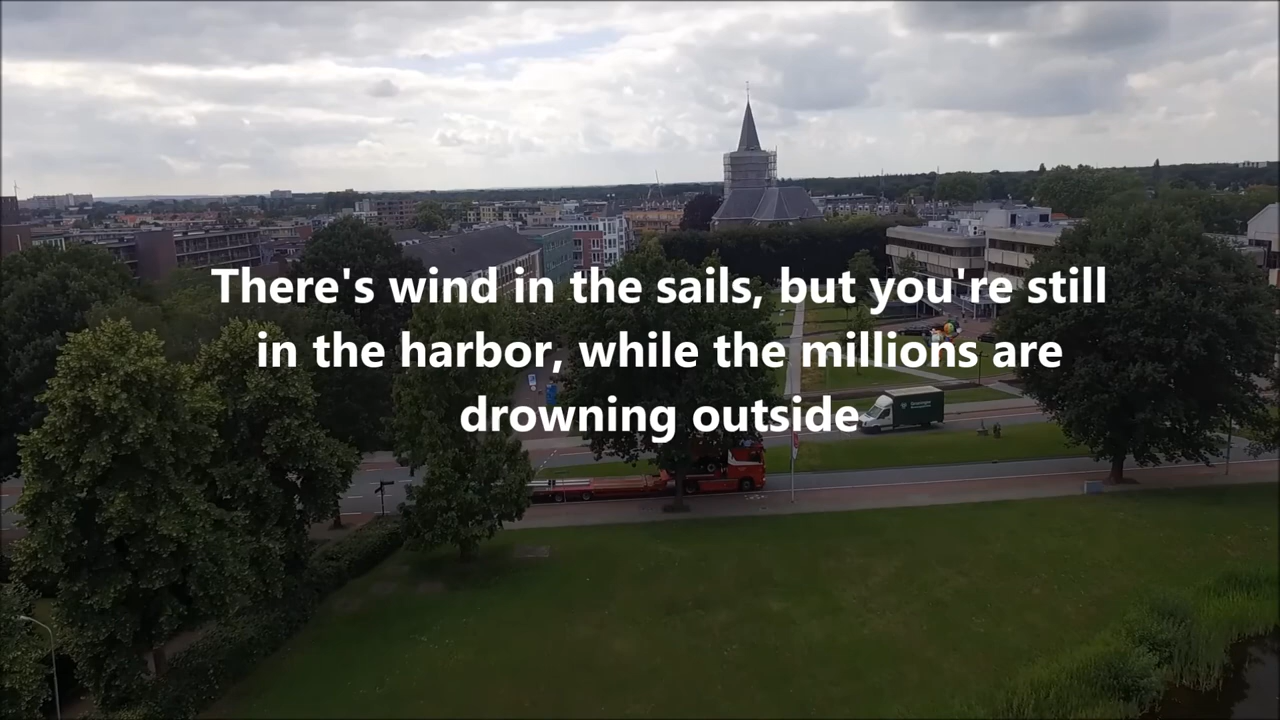 There's wind in the sails, but you're still
in the harbor, while the millions are
drowning outside